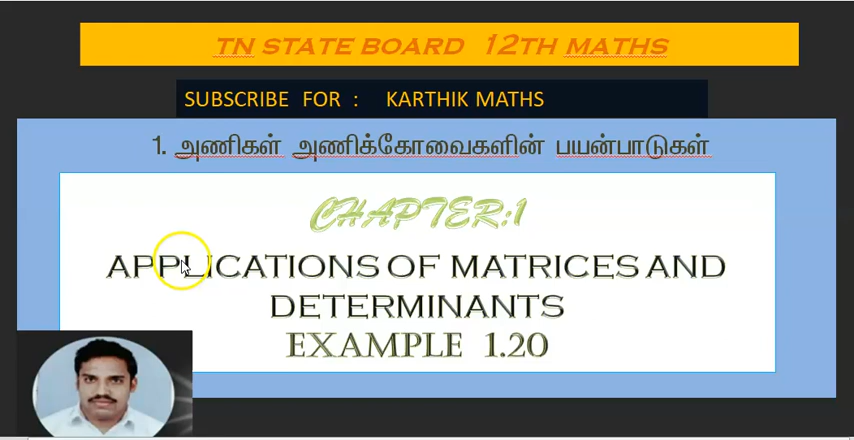 TN STATE BOARD 12TH MATHS
SUBSCRIBE FOR : KARTHIK MATHS
1. அணிகள் அணிக்கோவைகளின் பயன்பாடுகள்
CHAPTER:1
APPLICATIONS OF MATRICES AND
DETERMINANTS
EXAMPLE 1.20